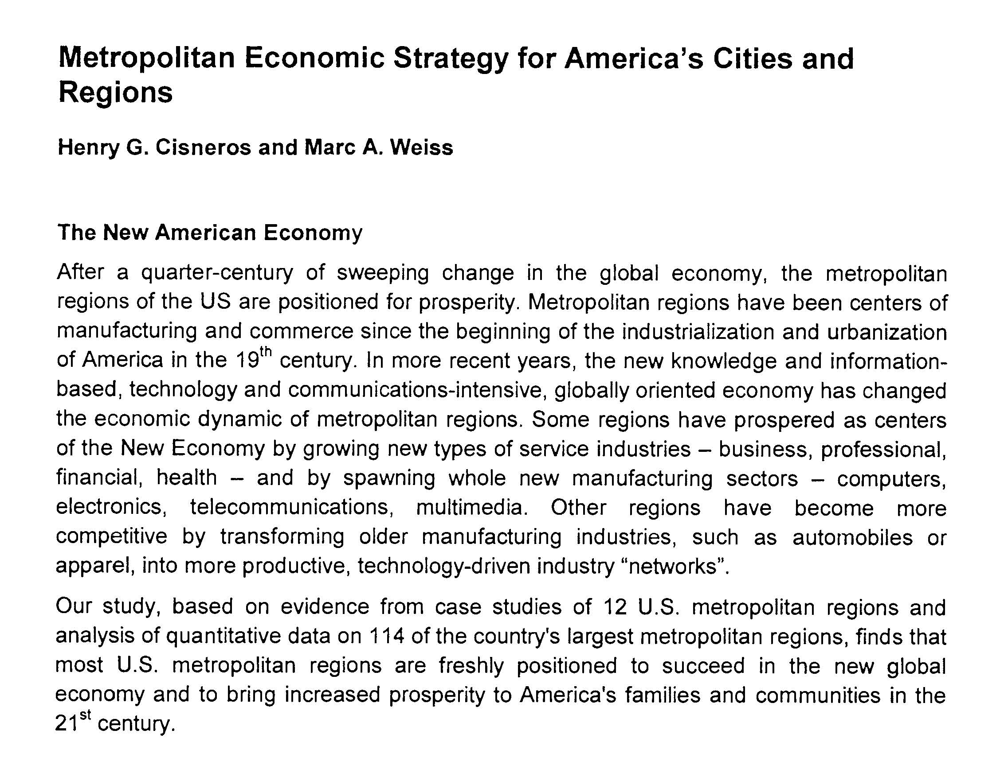 Metropolitan Economic Strategy for America’s Cities and
Regions
Henry G. Cisneros and Marc A. Weiss
The New American Economy
After a quarter-century of sweeping change in the global economy, the metropolitan
regions of the US are positioned for prosperity. Metropolitan regions have been centers of
manufacturing and commerce since the beginning of the industrialization and urbanization
of America in the 19th century. In more recent years, the new knowledge and information-
based, technology and communications-intensive, globally oriented economy has changed
the economic dynamic of metropolitan regions. Some regions have prospered as centers
of the New Economy by growing new types of service industries – business, professional,
financial, health – and by spawning whole new manufacturing sectors – computers,
electronics, telecommunications, multimedia. Other regions have become more
competitive by transforming older manufacturing industries, such as automobiles or
apparel, into more productive, technology-driven industry “networks”.
Our study, based on evidence from case studies of 12 U.S. metropolitan regions and
analysis of quantitative data on 114 of the country's largest metropolitan regions, finds that
most U.S. metropolitan regions are freshly positioned to succeed in the new global
economy and to bring increased prosperity to America's families and communities in the
21st century.